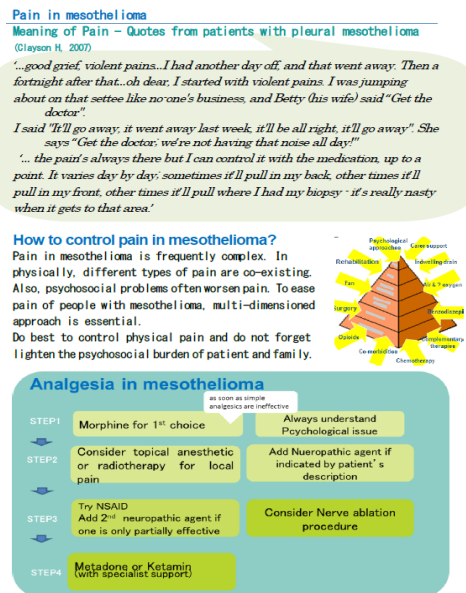 Pain in mesothelioma
Meaning of Pain – Quotes from patients with pleural mesothelioma
(Clayson H, 2007)
'...good grief, violent pains...I had another day off, and that went away. Then a
fortnight after that...oh dear, I started with violent pains. I was jumping
about on that settee like no-one's business, and Betty (his wife) said "Get the
doctor".
I said "It'll go away, it went away last week, it'll be all right, it'll go away". She
says "Get the doctor; we're not having that noise all day!"
'... the pain's always there but I can control it with the medication, up to a
point. It varies day by day; sometimes it'll pull in my back, other times it'll
pull in my front, other times it'll pull where I had my biopsy - it's really nasty
when it gets to that area.'
How to control pain in mesothelioma?
Pain in mesothelioma is frequently complex. In
physically, different types of pain are co-existing.
Also, psychosocial problems often worsen pain. To ease
pain of people with mesothelioma, multi-dimensioned
approach is essential.
Do best to control physical pain and do not forget
lighten the psychosocial burden of patient and family.
Psychological
approaches
Carer support
Rehabilitation
Indwelling drain
Fan
Air & ? oxygen
Surgery
Benzodiazepi
Opioids
Complementary
therapies
Co-morbidities
Chemotherapy
Analgesia in mesothelioma
as soon as simple
analgesics are ineffective
STEP1
Morphine for 1st choice
Always understand
Pcychological issue
STEP2
Consider topical anesthetic
or radiotherapy for local
pain
Add Nueropathic agent if
indicated by patient's
description
STEP3
Try NSAID
Add 2nd neuropathic agent if
one is only partially effective
Consider Nerve ablation
procedure
STEP4
Metadone or Ketamin
(with specialist support)